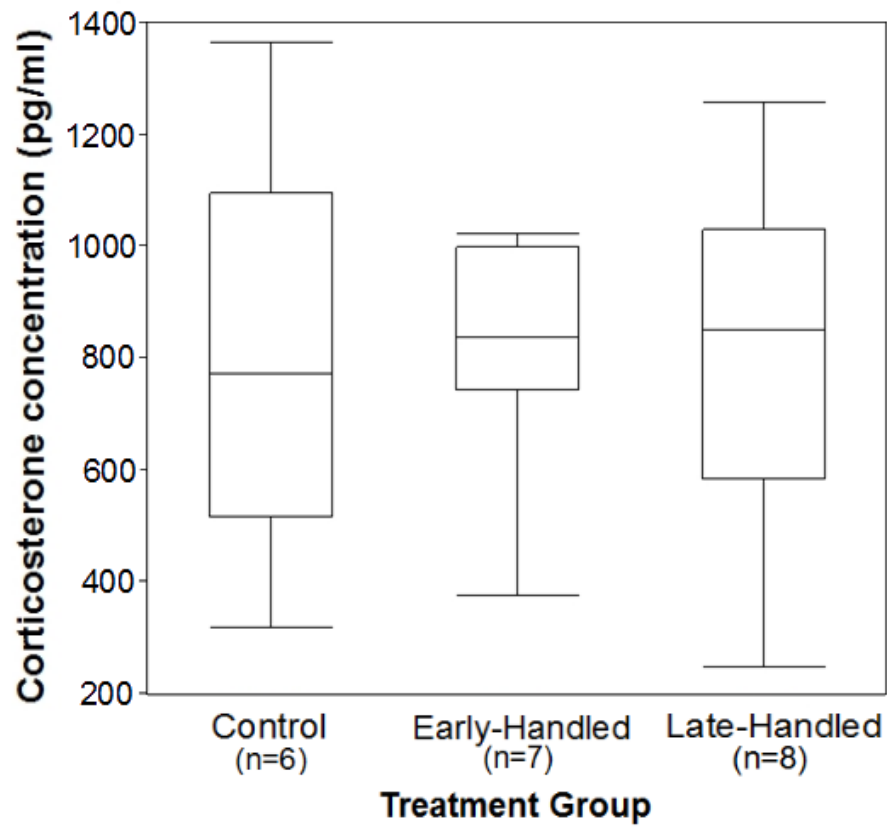 Corticosterone concentration (pg/ml)
1400
1200
1000
800
600
400
200
Control
(n=6)
Early-Handled
(n=7)
Late-Handled
(n=8)
Treatment Group